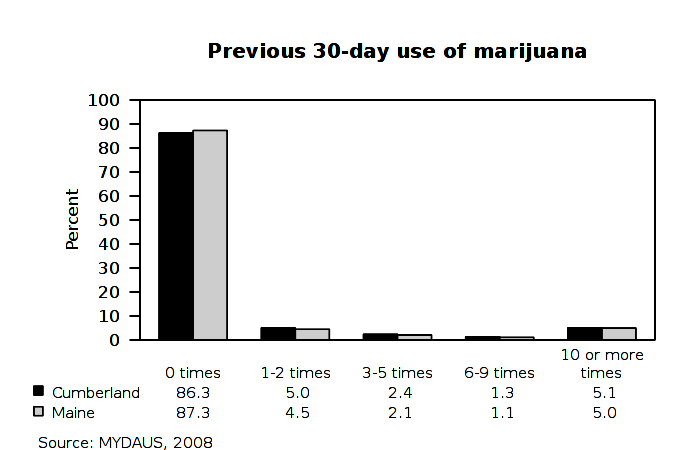 Previous 30-day use of marijuana
100
90
80
70
60
50
40
30
20
10
0
Percent
0 times 1-2 times 3-5 times 6-9 times 10 or more times
Cumberland 86.3 5.0 2.4 1.3 5.1
Maine 87.3 4.5 2.1 1.1 5.0
Source: MYDAUS, 2008